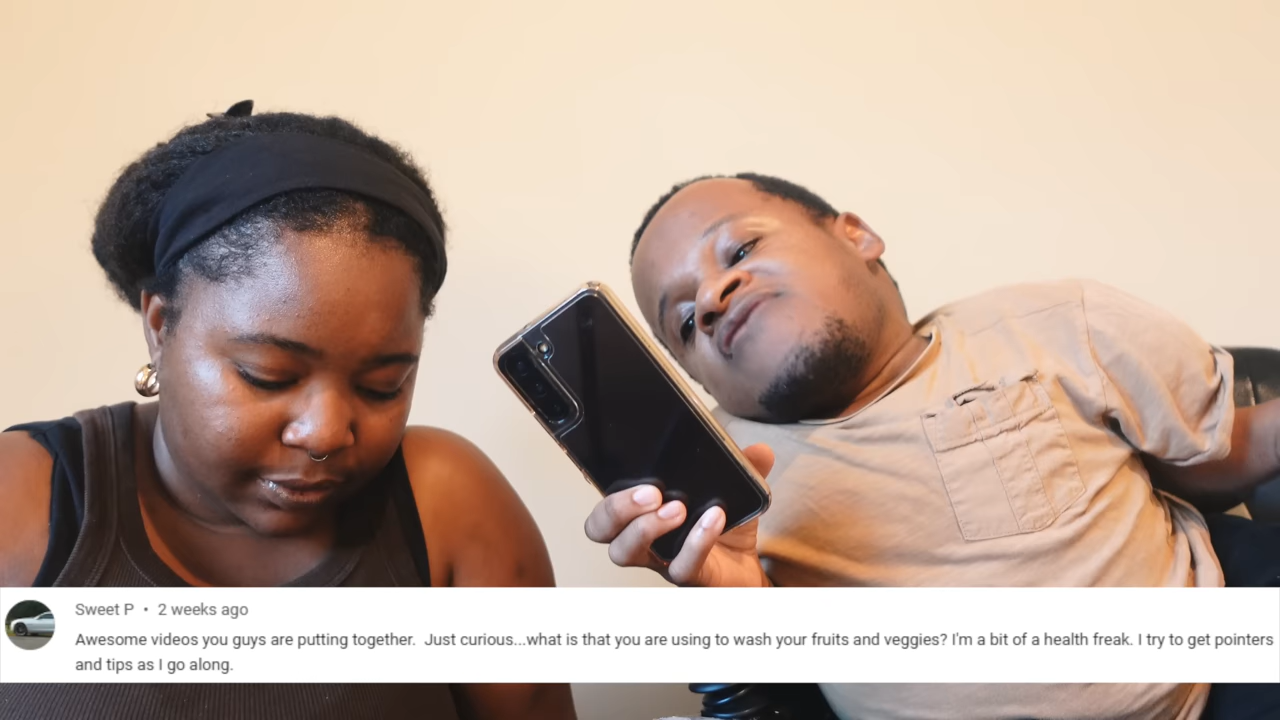 Sweet P • 2 weeks ago
Awesome videos you guys are putting together.  Just curious...what is that you are using to wash your fruits and veggies? I'm a bit of a health freak. I try to get pointers
and tips as I go along.